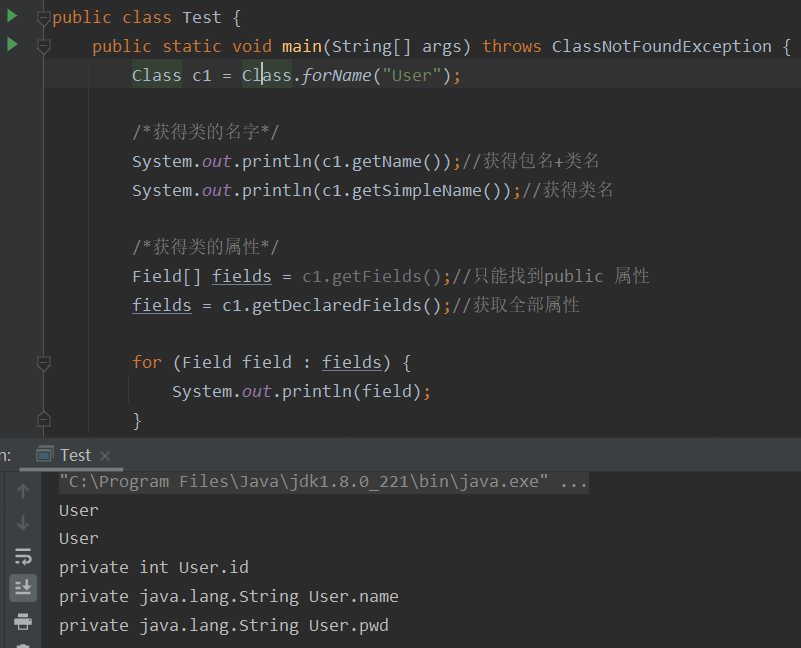 public class Test {
public static void main(String[] args) throws ClassNotFoundException {
Class c1 = Class.forName("User");
/*获得类的名字*/
System.out.println(c1.getName());//获得包名+类名
System.out.println(c1.getSimpleName());//获得类名
/*获得类的属性*/
Field[] fields = c1.getFields();//只能找到public 属性
fields = c1.getDeclaredFields();//获取全部属性
for (Field field : fields) {
System.out.println(field);
}
n: Test ×
"C:\Program Files\Java\jdk1.8.0_221\bin\java.exe" ...
User
User
private int User.id
private java.lang.String User.name
private java.lang.String User.pwd